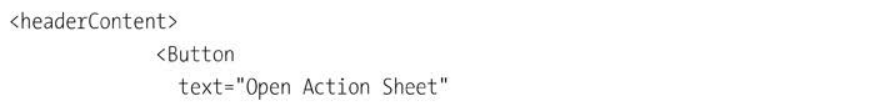 <headerContent>
<Button
text="Open Action Sheet"